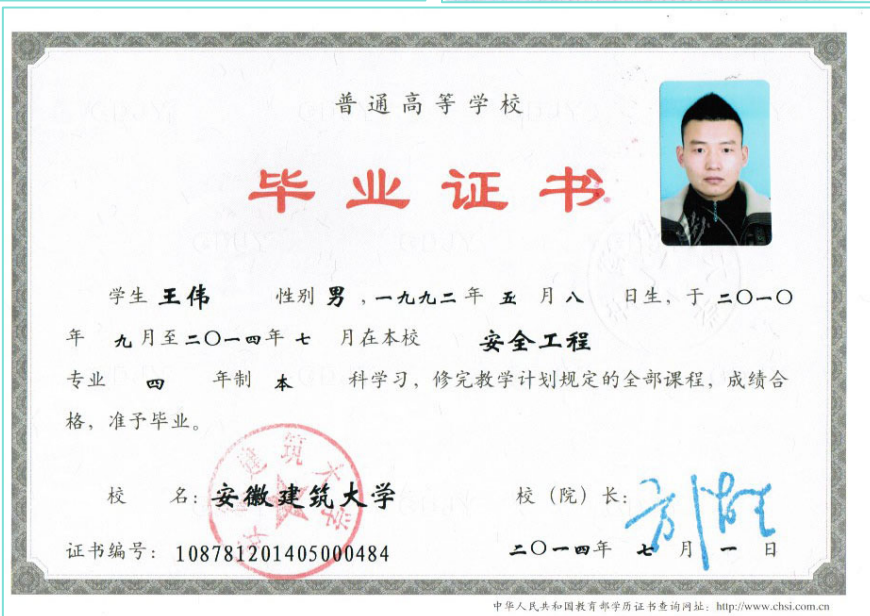 普通高等学校
毕业证书
学生 王伟 性别 男，一九九二年 五 月 八 日生，于 二〇一〇
年 九月至二〇一四年 七 月在本校 安全工程
专业 四 年制 本 科学习，修完教学计划规定的全部课程，成绩合
格，准予毕业。
校 名：安徽建筑大学 校（院）长：
证书编号：108781201405000484 二〇一四年 七 月 一 日
中华人民共和国教育部学历证书查询网址：http://www.chsi.com.cn